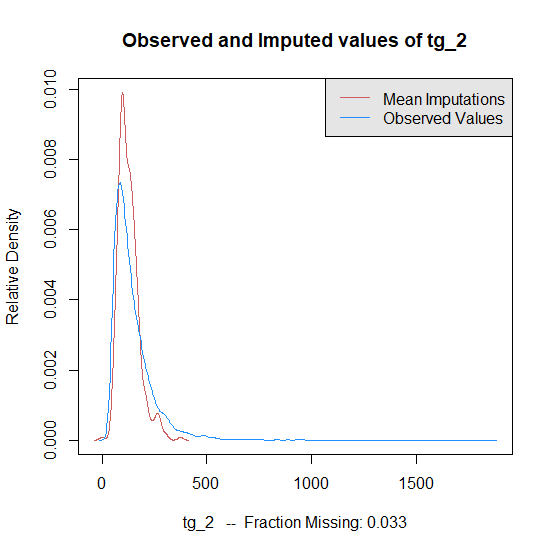 Observed and Imputed values of tg_2
Mean Imputations
Observed Values
Relative Density
0.010
0.008
0.006
0.004
0.002
0.000
0
500
1000
1500
tg_2 -- Fraction Missing: 0.033